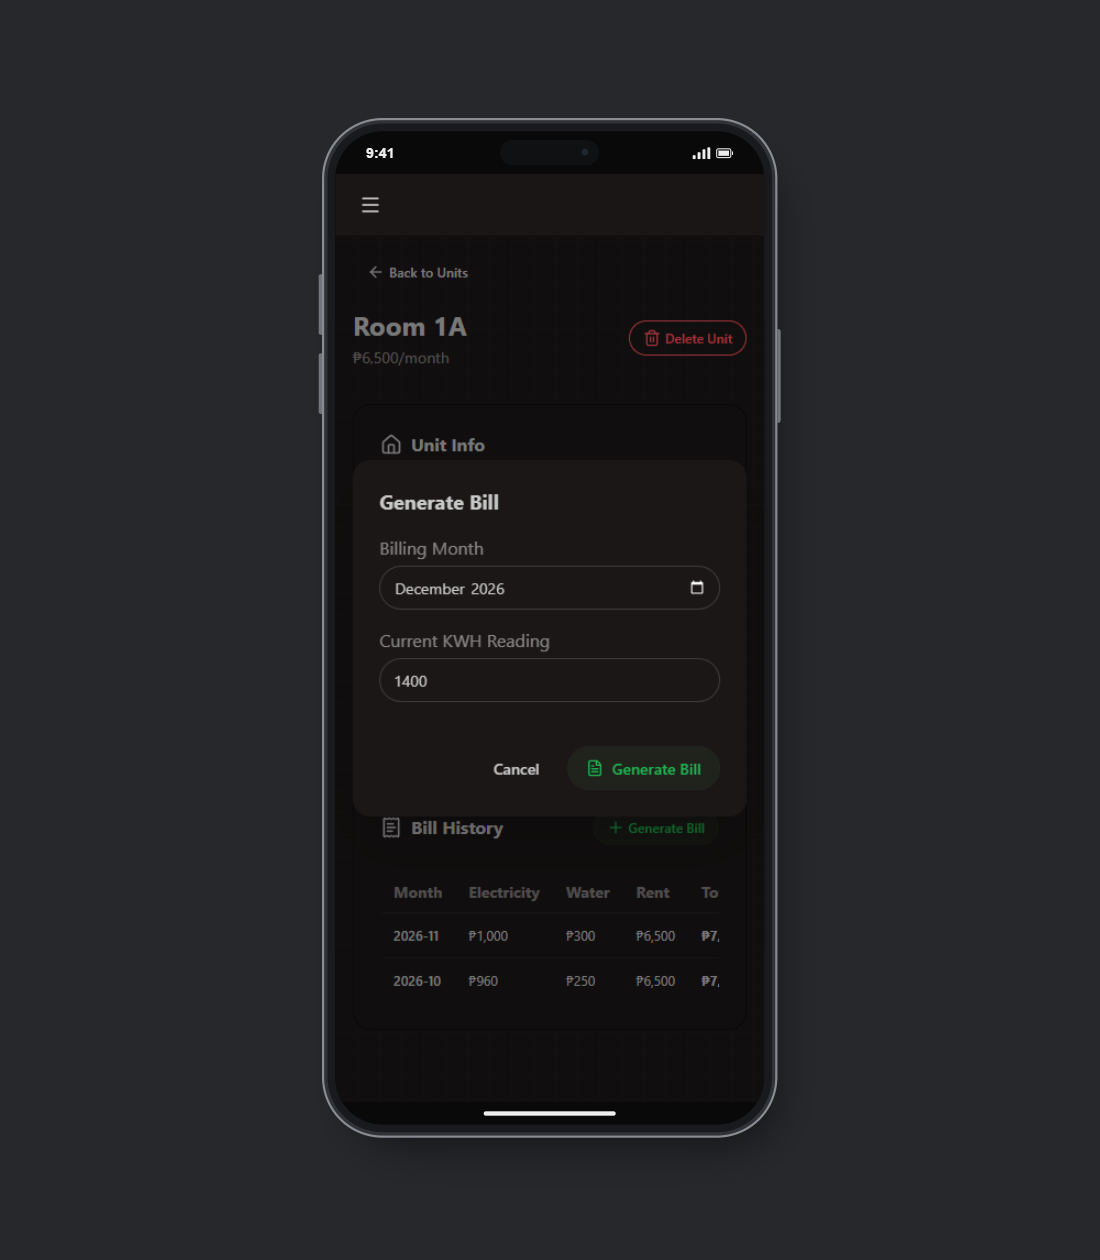 9:41
Back to Units
Room 1A
₱6,500/month
Delete Unit
Unit Info
Generate Bill
Billing Month
December 2026
Current KWH Reading
1400
Cancel
Generate Bill
Bill History
Generate Bill
Month Electricity Water Rent To
2026-11 ₱1,000 ₱300 ₱6,500 ₱7,
2026-10 ₱960 ₱250 ₱6,500 ₱7,